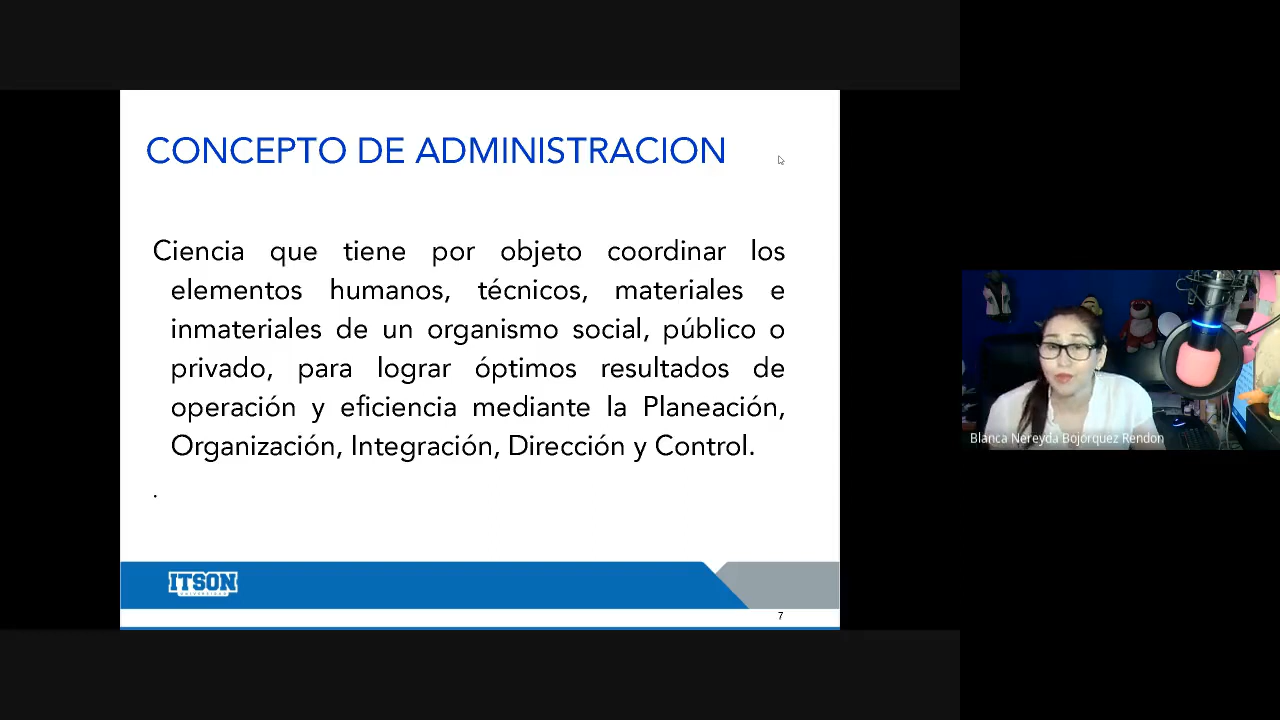 CONCEPTO DE ADMINISTRACION
Ciencia que tiene por objeto coordinar los
elementos humanos, técnicos, materiales e
inmateriales de un organismo social, público o
privado, para lograr óptimos resultados de
operación y eficiencia mediante la Planeación,
Organización, Integración, Dirección y Control.
.
ITSON
UNIVERSIDAD
7
Blanca Nereyda Bojorquez Rendon